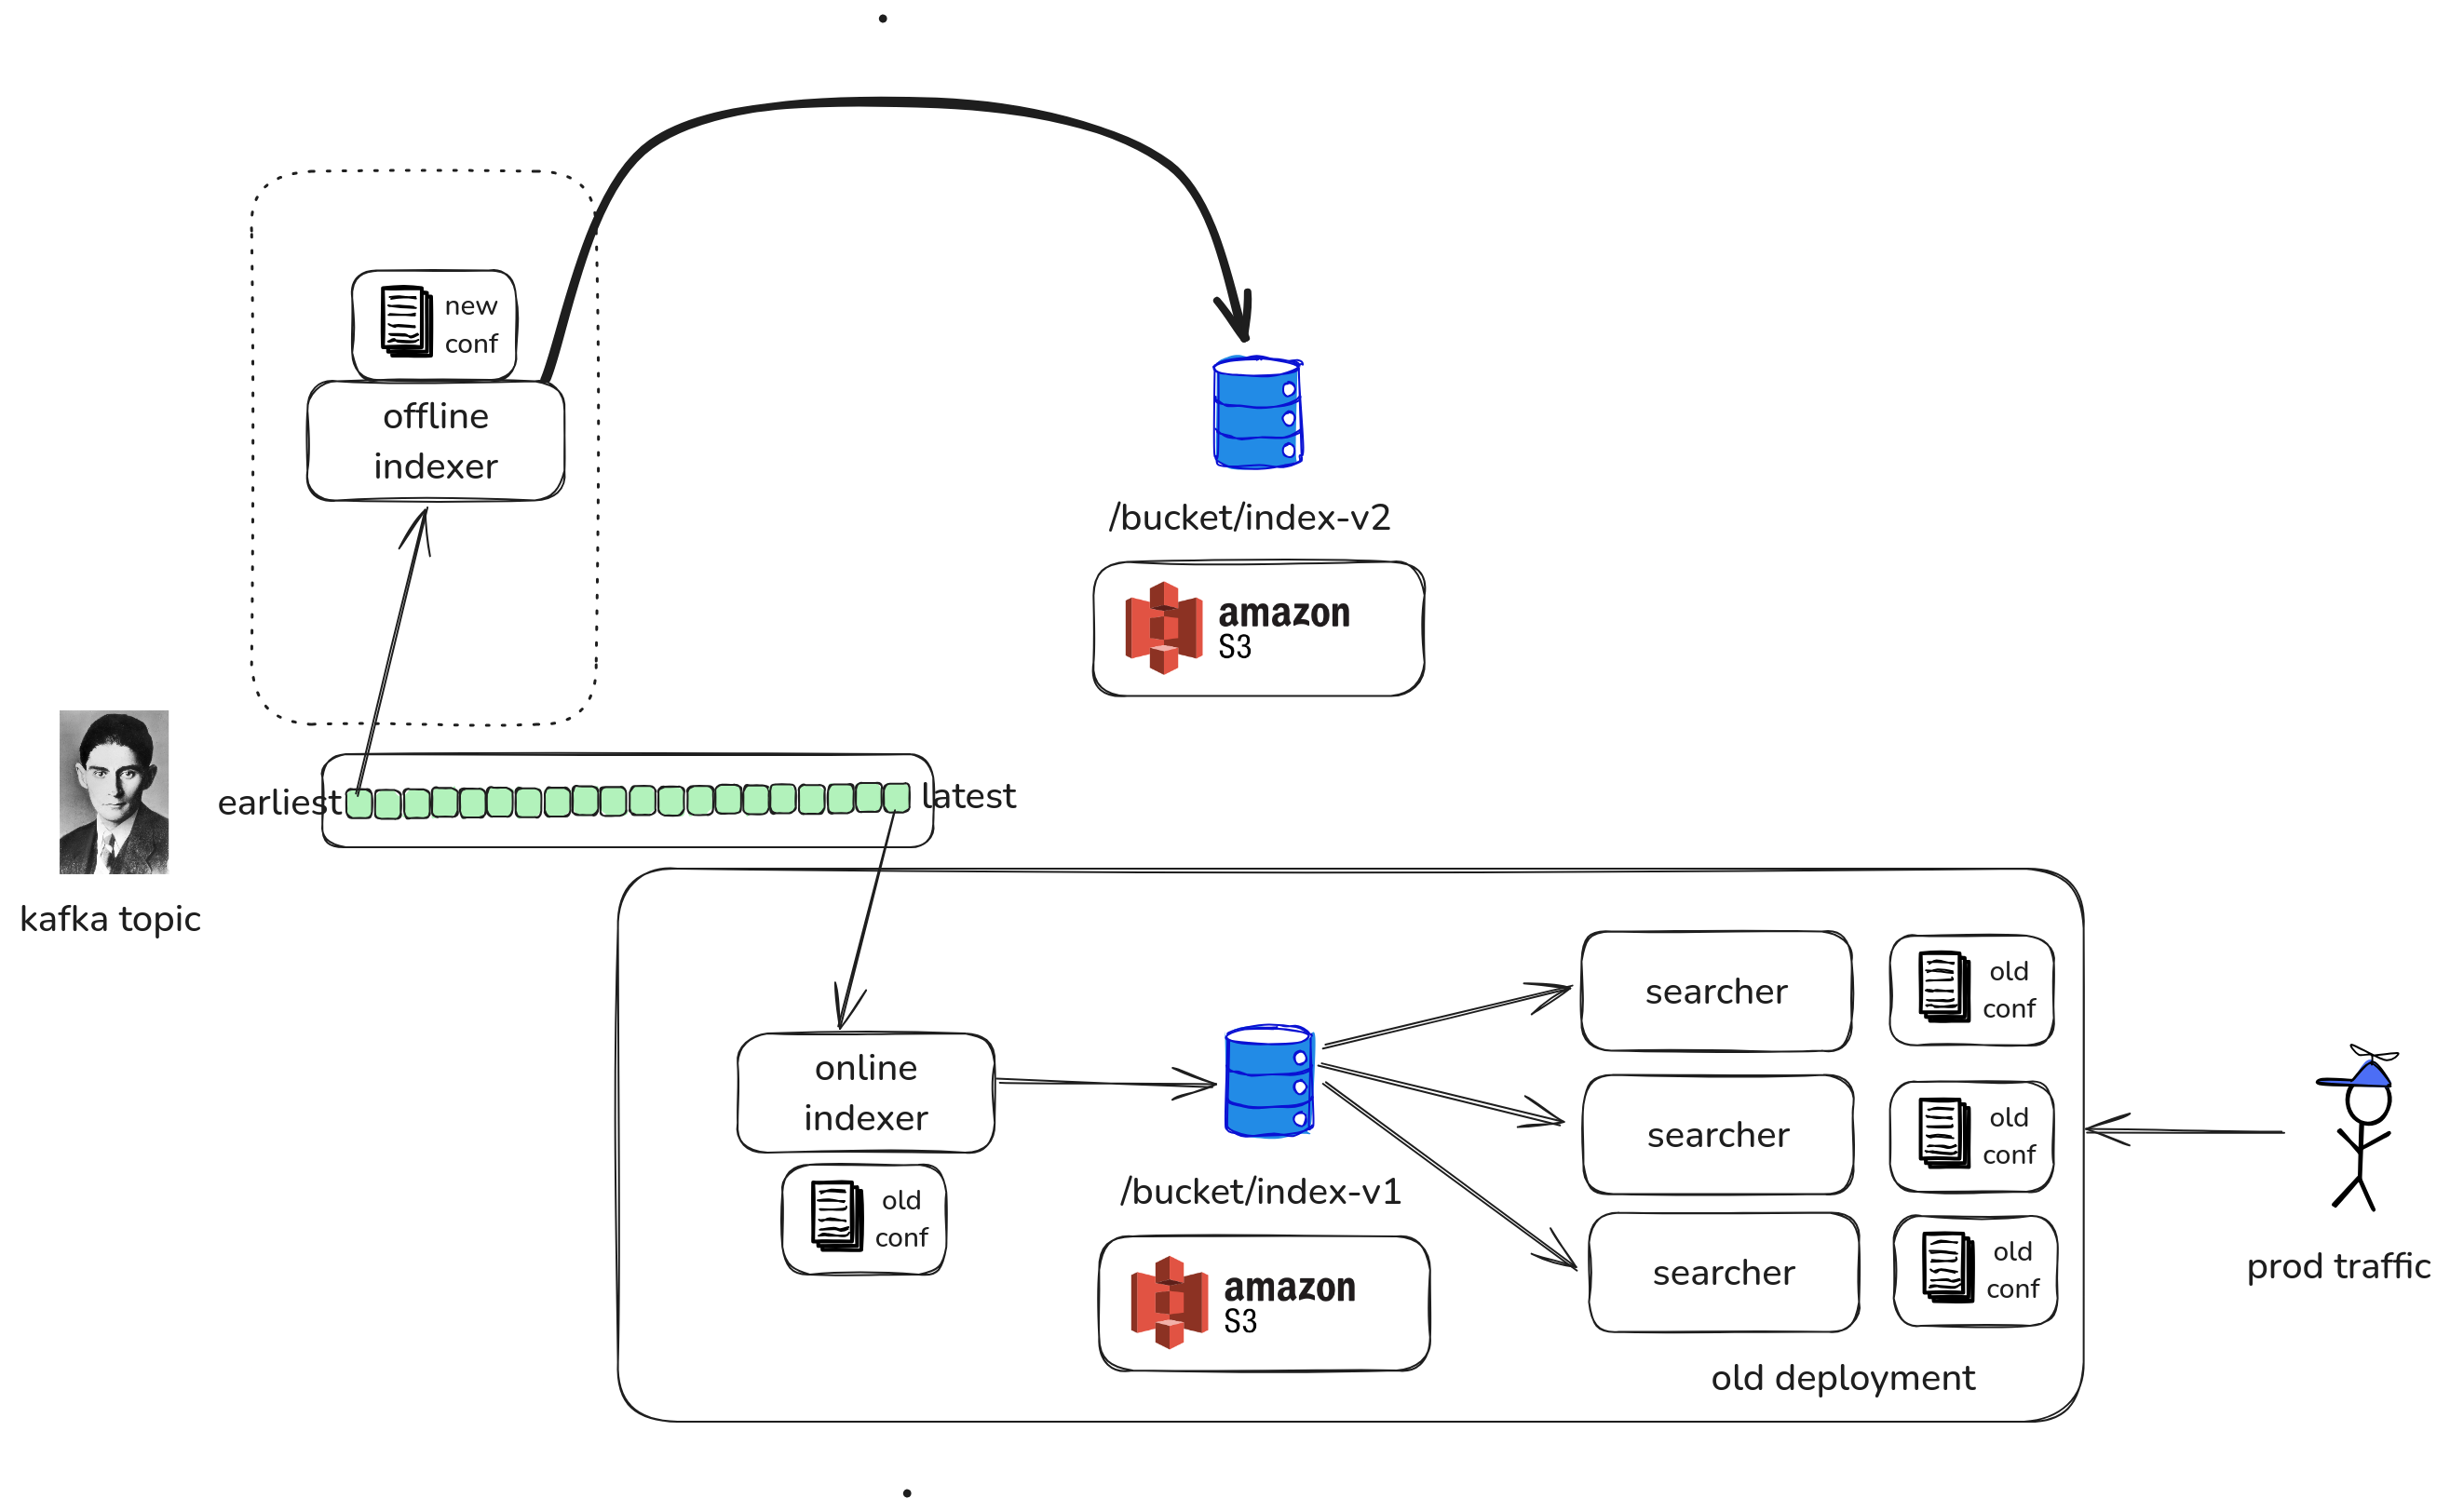 new
conf
offline
indexer
/bucket/index-v2
amazon
S3
earliest
latest
kafka topic
online
indexer
old
conf
/bucket/index-v1
amazon
S3
searcher
old
conf
searcher
old
conf
searcher
old
conf
old deployment
prod traffic